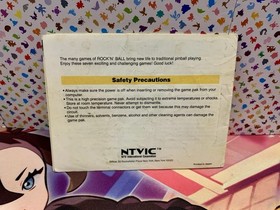 The many games of ROCK'N' BALL bring new life to traditional pinball playing.
Enjoy these seven exciting and challenging games! Good luck!
Safety Precautions
• Always make sure the power is off when inserting or removing the game pak from your
computer.
• This is a high precision game pak. Avoid subjecting it to extreme temperatures or shocks.
Store at room temperature. Never attempt to dismantle.
• Do not touch the terminal connectors or get them wet because this may damage the
circuit.
• Use of thinners, solvents, benzene, alcohol and other cleaning agents can damage the
game pak.
NTVIC™